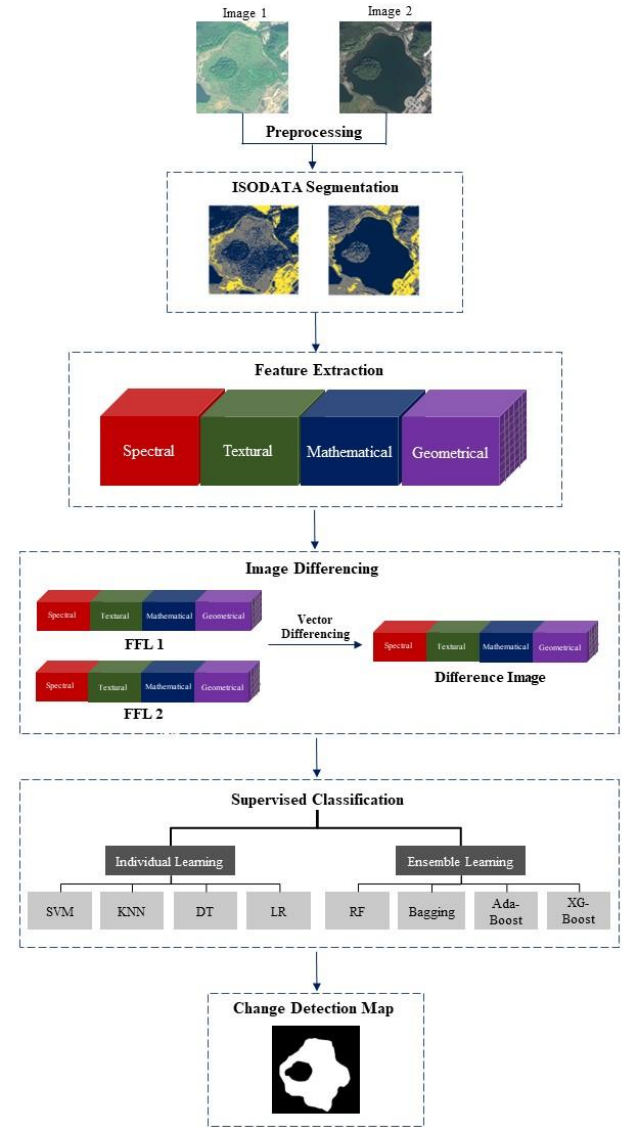 Image 1
Image 2
Preprocessing
ISODATA Segmentation
Feature Extraction
Spectral
Textural
Mathematical
Geometrical
Image Differencing
Spectral
Textural
Mathematical
Geometrical
FFL 1
Vector
Differencing
Spectral
Textural
Mathematical
Geometrical
Difference Image
Spectral
Textural
Mathematical
Geometrical
FFL 2
Supervised Classification
Individual Learning
Ensemble Learning
SVM
KNN
DT
LR
RF
Bagging
Ada-
Boost
XG-
Boost
Change Detection Map